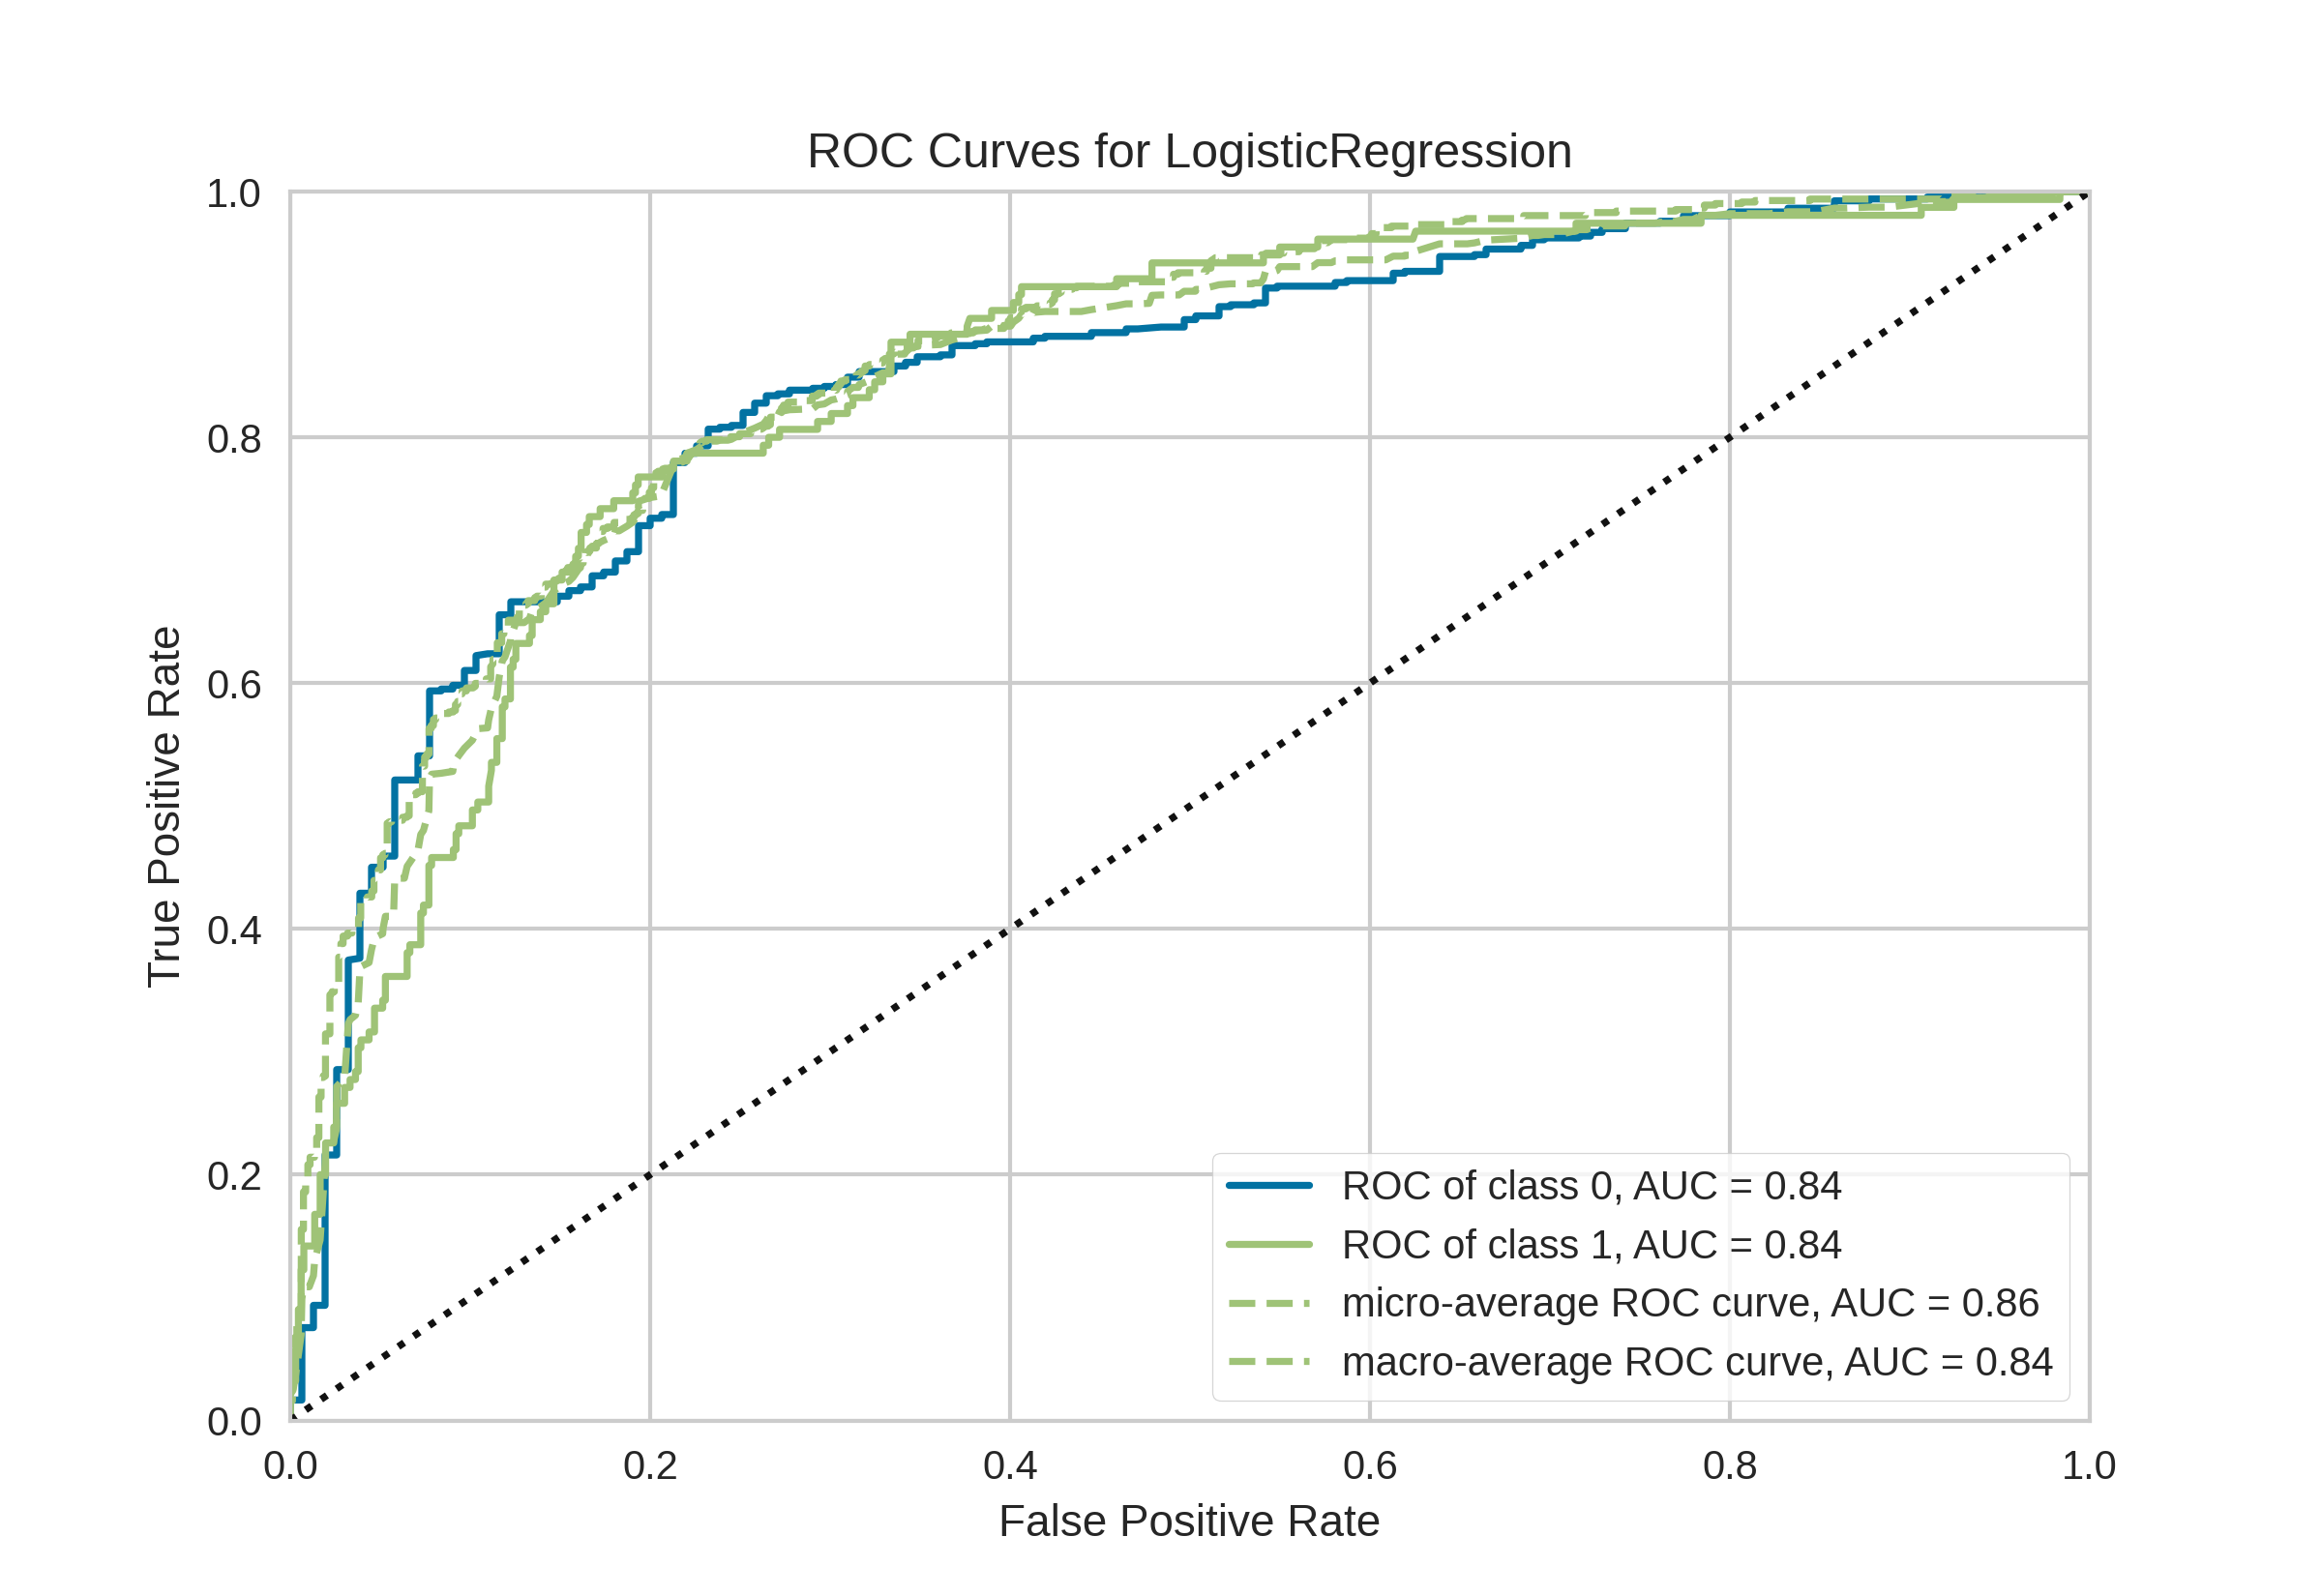 ROC Curves for LogisticRegression
1.0
0.8
0.6
0.4
0.2
0.0
True Positive Rate
ROC of class 0, AUC = 0.84
ROC of class 1, AUC = 0.84
micro-average ROC curve, AUC = 0.86
macro-average ROC curve, AUC = 0.84
0.0 0.2 0.4 0.6 0.8 1.0
False Positive Rate